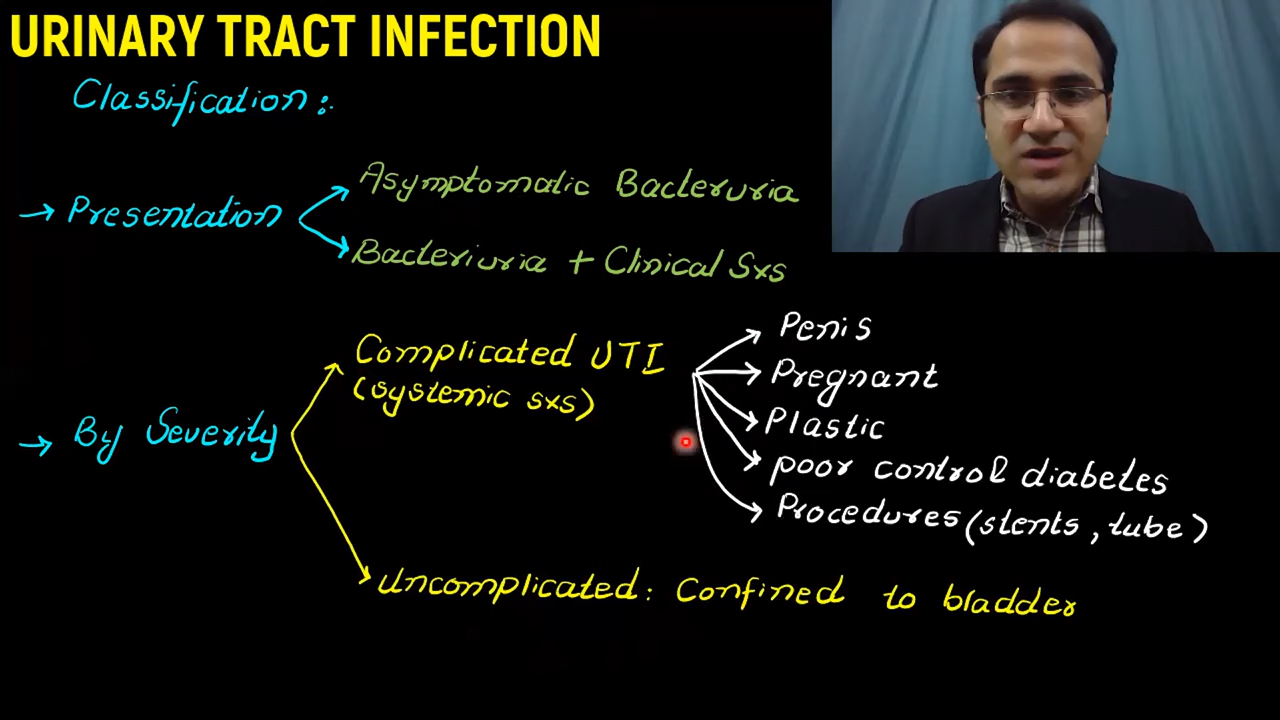 URINARY TRACT INFECTION
Classification:
→ Presentation
Asymptomatic Bacteruria
Bacteriuria + Clinical Sxs
→ By Severity
Complicated UTI
(systemic sxs)
Penis
Pregnant
Plastic
poor control diabetes
Procedures (stents, tube)
Uncomplicated: Confined to bladder